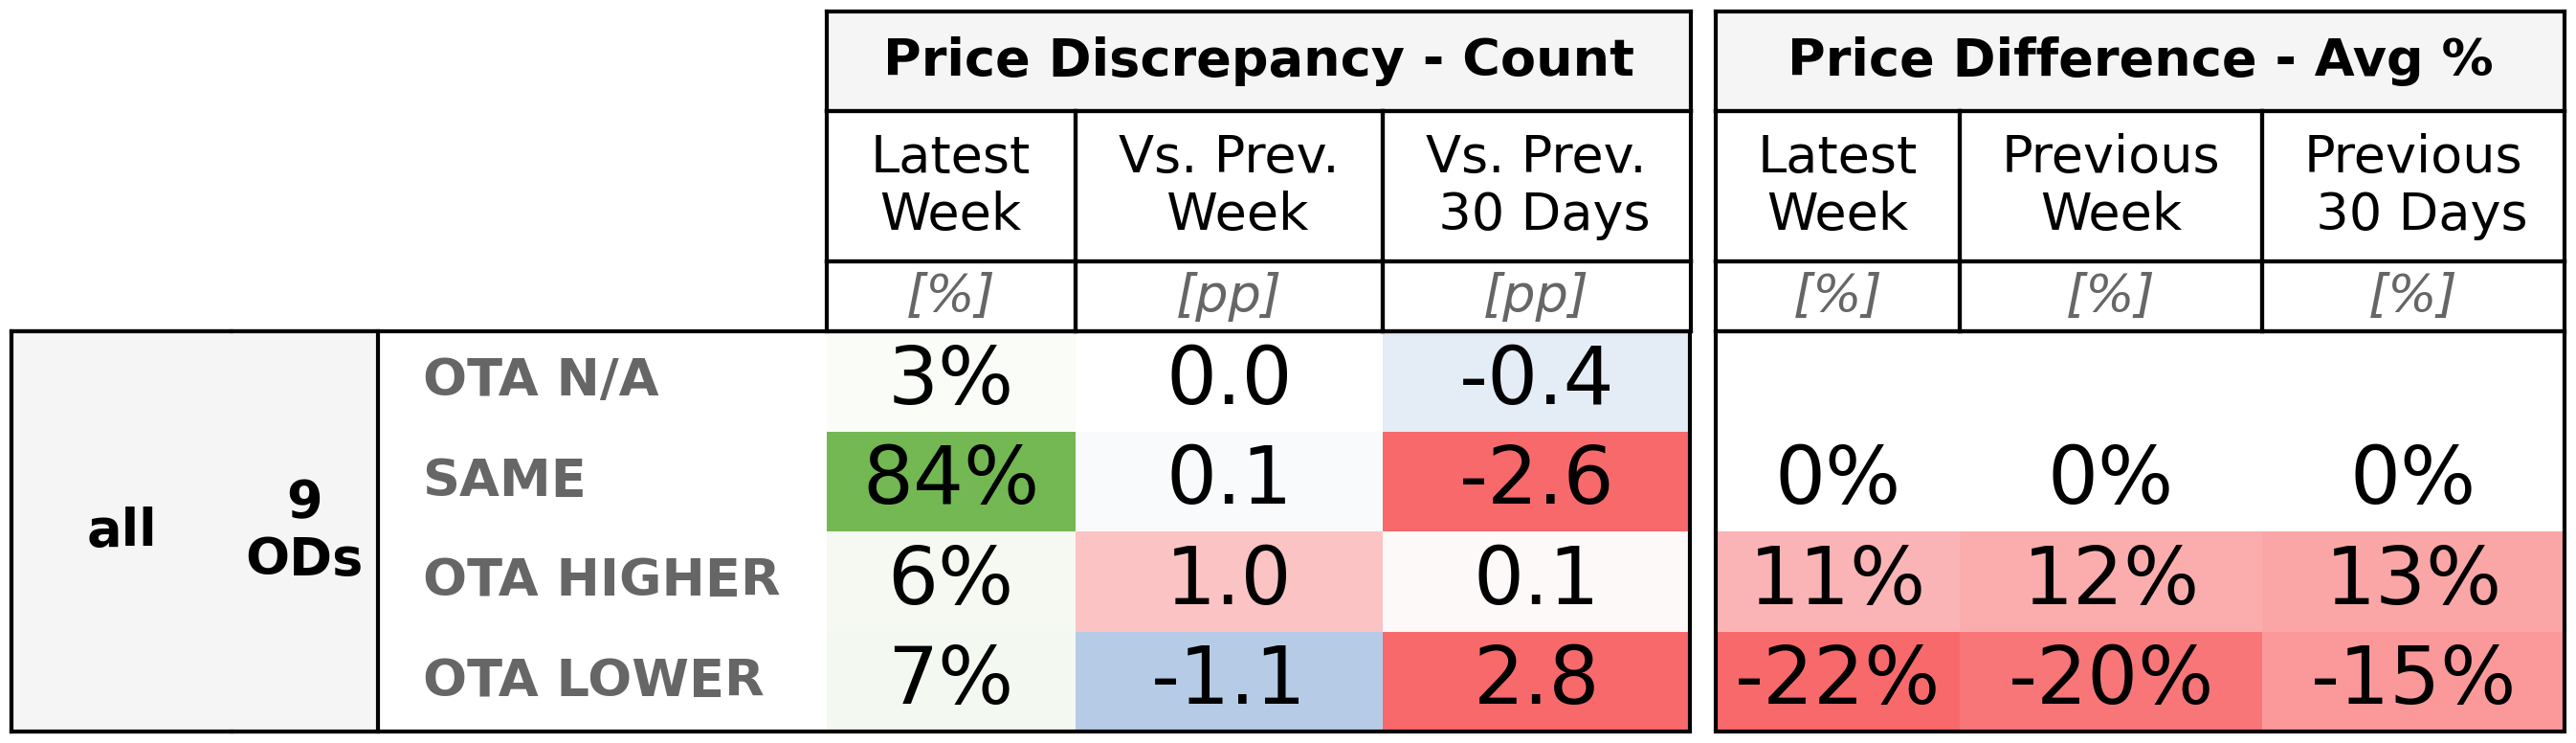 Price Discrepancy - Count Price Difference - Avg %
Latest Week Vs. Prev. Week Vs. Prev. 30 Days Latest Week Previous Week Previous 30 Days
[%] [pp] [pp] [%] [%] [%]
all 9 ODs
OTA N/A 3% 0.0 -0.4
SAME 84% 0.1 -2.6 0% 0% 0%
OTA HIGHER 6% 1.0 0.1 11% 12% 13%
OTA LOWER 7% -1.1 2.8 -22% -20% -15%